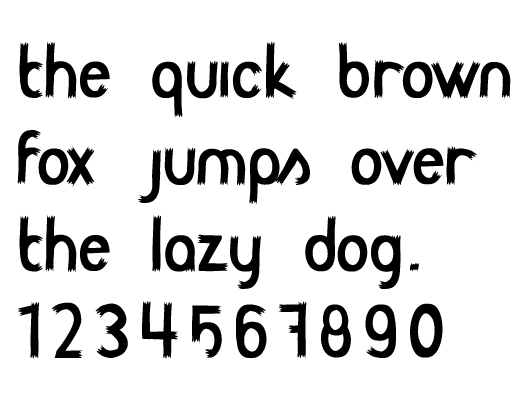 the quick brown
fox jumps over
the lazy dog.
1234567890